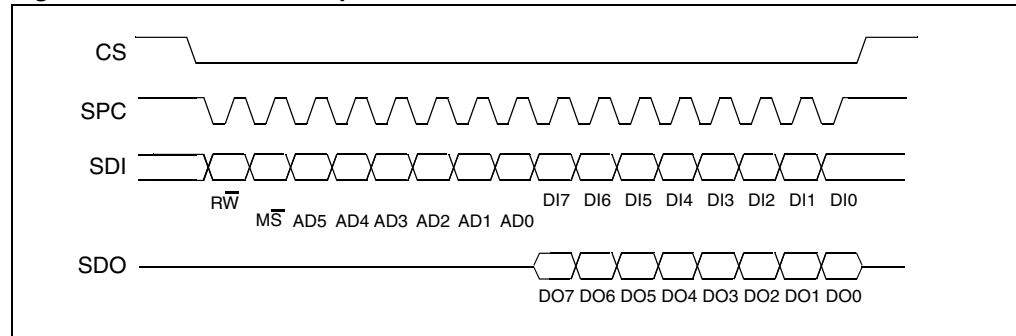 CS
SPC
SDI
RW̅ DI7 DI6 DI5 DI4 DI3 DI2 DI1 DI0
MS̅ AD5 AD4 AD3 AD2 AD1 AD0
SDO
DO7 DO6 DO5 DO4 DO3 DO2 DO1 DO0